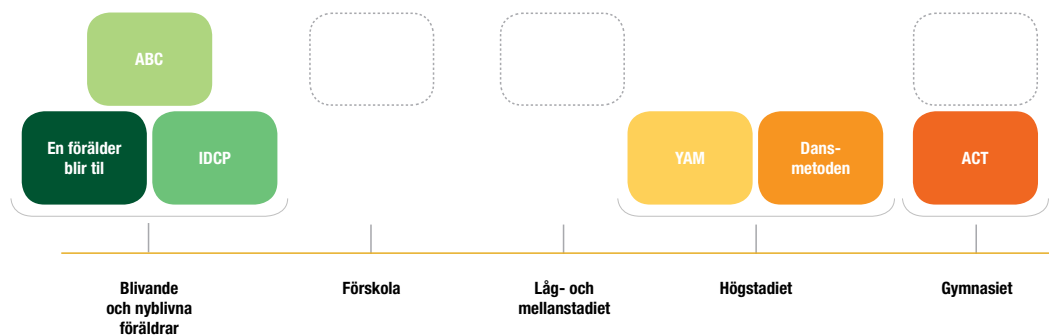 ABC
En förälder
blir til
IDCP
YAM
Dans-
metoden
ACT
Blivande
och nyblivna
föräldrar
Förskola
Låg- och
mellanstadiet
Högstadiet
Gymnasiet